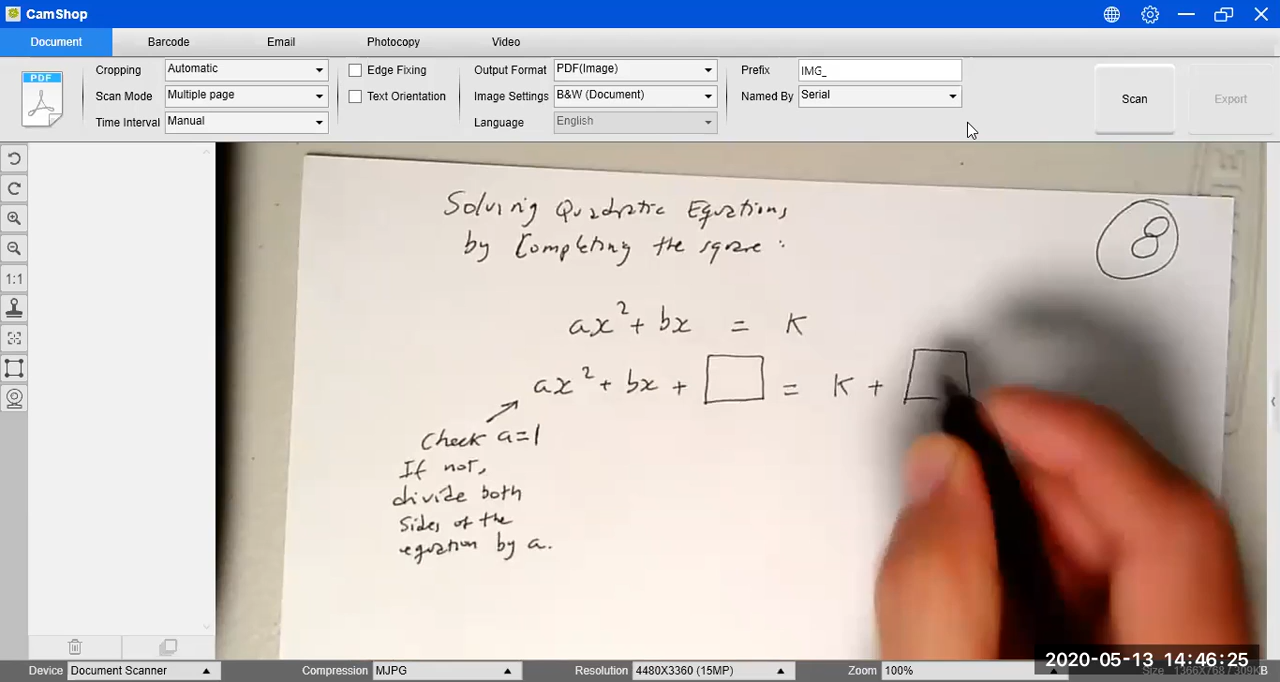 CamShop
Document Barcode Email Photocopy Video
PDF Cropping Automatic Edge Fixing Output Format PDF(Image) Prefix IMG_
Scan Mode Multiple page Text Orientation Image Settings B&W (Document) Named By Serial Scan Export
Time Interval Manual Language English
1:1
Solving Quadratic Equations
by Completing the square :
8
ax² + bx = K
ax² + bx + □ = K + □
Check a=1
If not,
divide both
sides of the
equation by a.
2020-05-13 14:46:25
Device Document Scanner Compression MJPG Resolution 4480X3360 (15MP) Zoom 100% Size